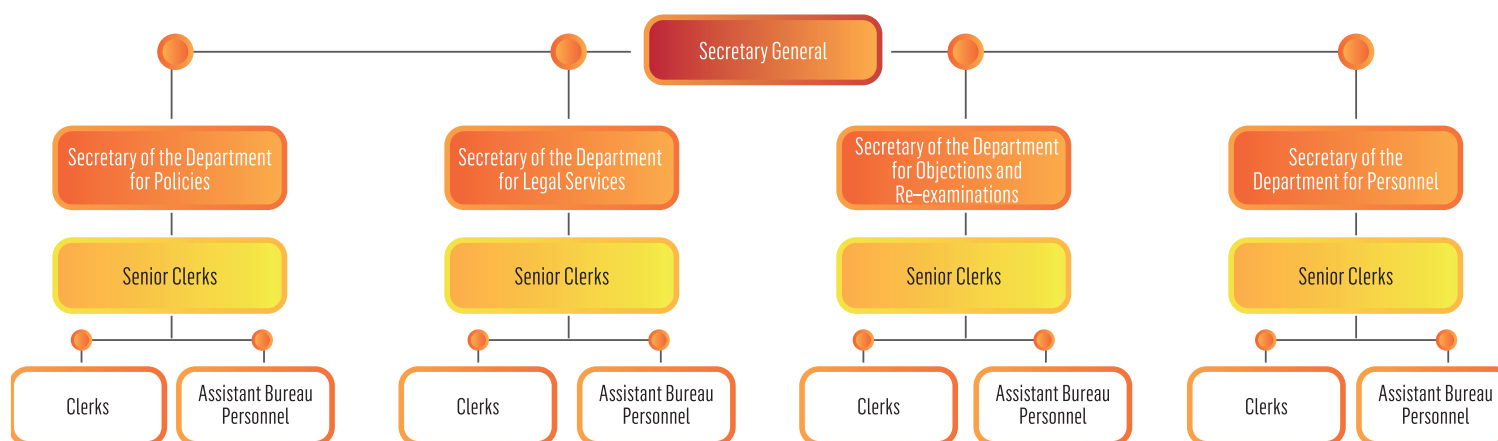 Secretary General
Secretary of the Department
for Policies
Secretary of the Department
for Legal Services
Secretary of the Department
for Objections and
Re–examinations
Secretary of the
Department for Personnel
Senior Clerks
Senior Clerks
Senior Clerks
Senior Clerks
Clerks
Assistant Bureau
Personnel
Clerks
Assistant Bureau
Personnel
Clerks
Assistant Bureau
Personnel
Clerks
Assistant Bureau
Personnel